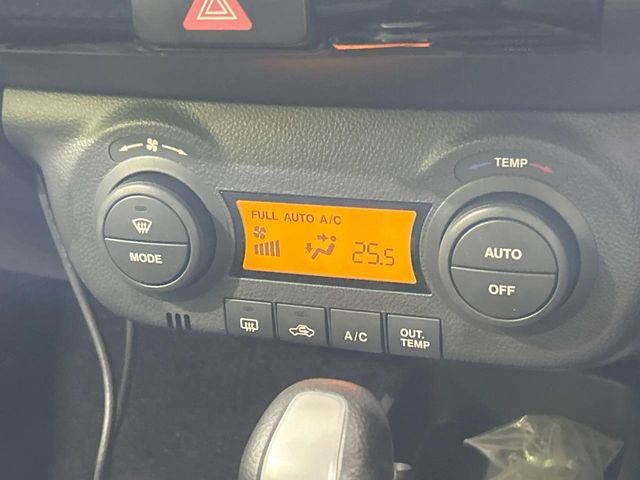 TEMP
FULL AUTO A/C
25.5
MODE
AUTO
OFF
A/C
OUT.
TEMP